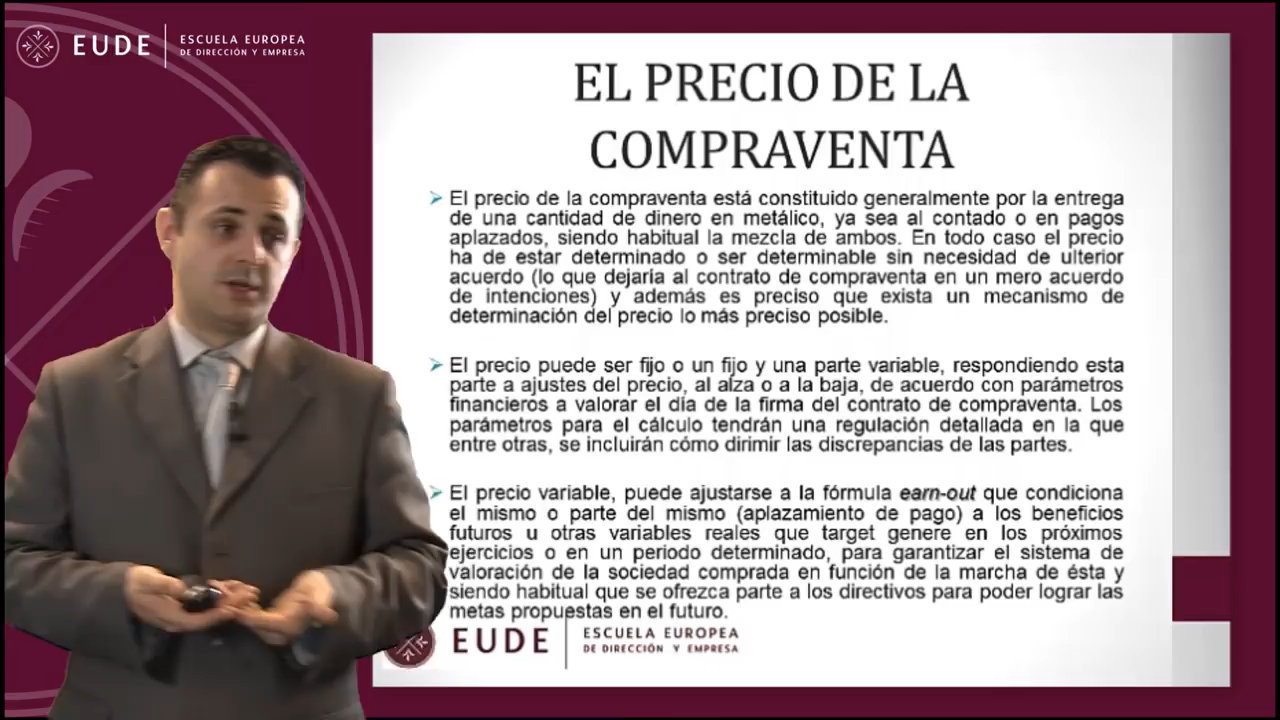 EUDE
ESCUELA EUROPEA
DE DIRECCIÓN Y EMPRESA
EL PRECIO DE LA
COMPRAVENTA
El precio de la compraventa está constituido generalmente por la entrega
de una cantidad de dinero en metálico, ya sea al contado o en pagos
aplazados, siendo habitual la mezcla de ambos. En todo caso el precio
ha de estar determinado o ser determinable sin necesidad de ulterior
acuerdo (lo que dejaría al contrato de compraventa en un mero acuerdo
de intenciones) y además es preciso que exista un mecanismo de
determinación del precio lo más preciso posible.
El precio puede ser fijo o un fijo y una parte variable, respondiendo esta
parte a ajustes del precio, al alza o a la baja, de acuerdo con parámetros
financieros a valorar el día de la firma del contrato de compraventa. Los
parámetros para el cálculo tendrán una regulación detallada en la que
entre otras, se incluirán cómo dirimir las discrepancias de las partes.
El precio variable, puede ajustarse a la fórmula earn-out que condiciona
el mismo o parte del mismo (aplazamiento de pago) a los beneficios
futuros u otras variables reales que target genere en los próximos
ejercicios o en un periodo determinado, para garantizar el sistema de
valoración de la sociedad comprada en función de la marcha de ésta y
siendo habitual que se ofrezca parte a los directivos para poder lograr las
metas propuestas en el futuro.
EUDE
ESCUELA EUROPEA
DE DIRECCIÓN Y EMPRESA